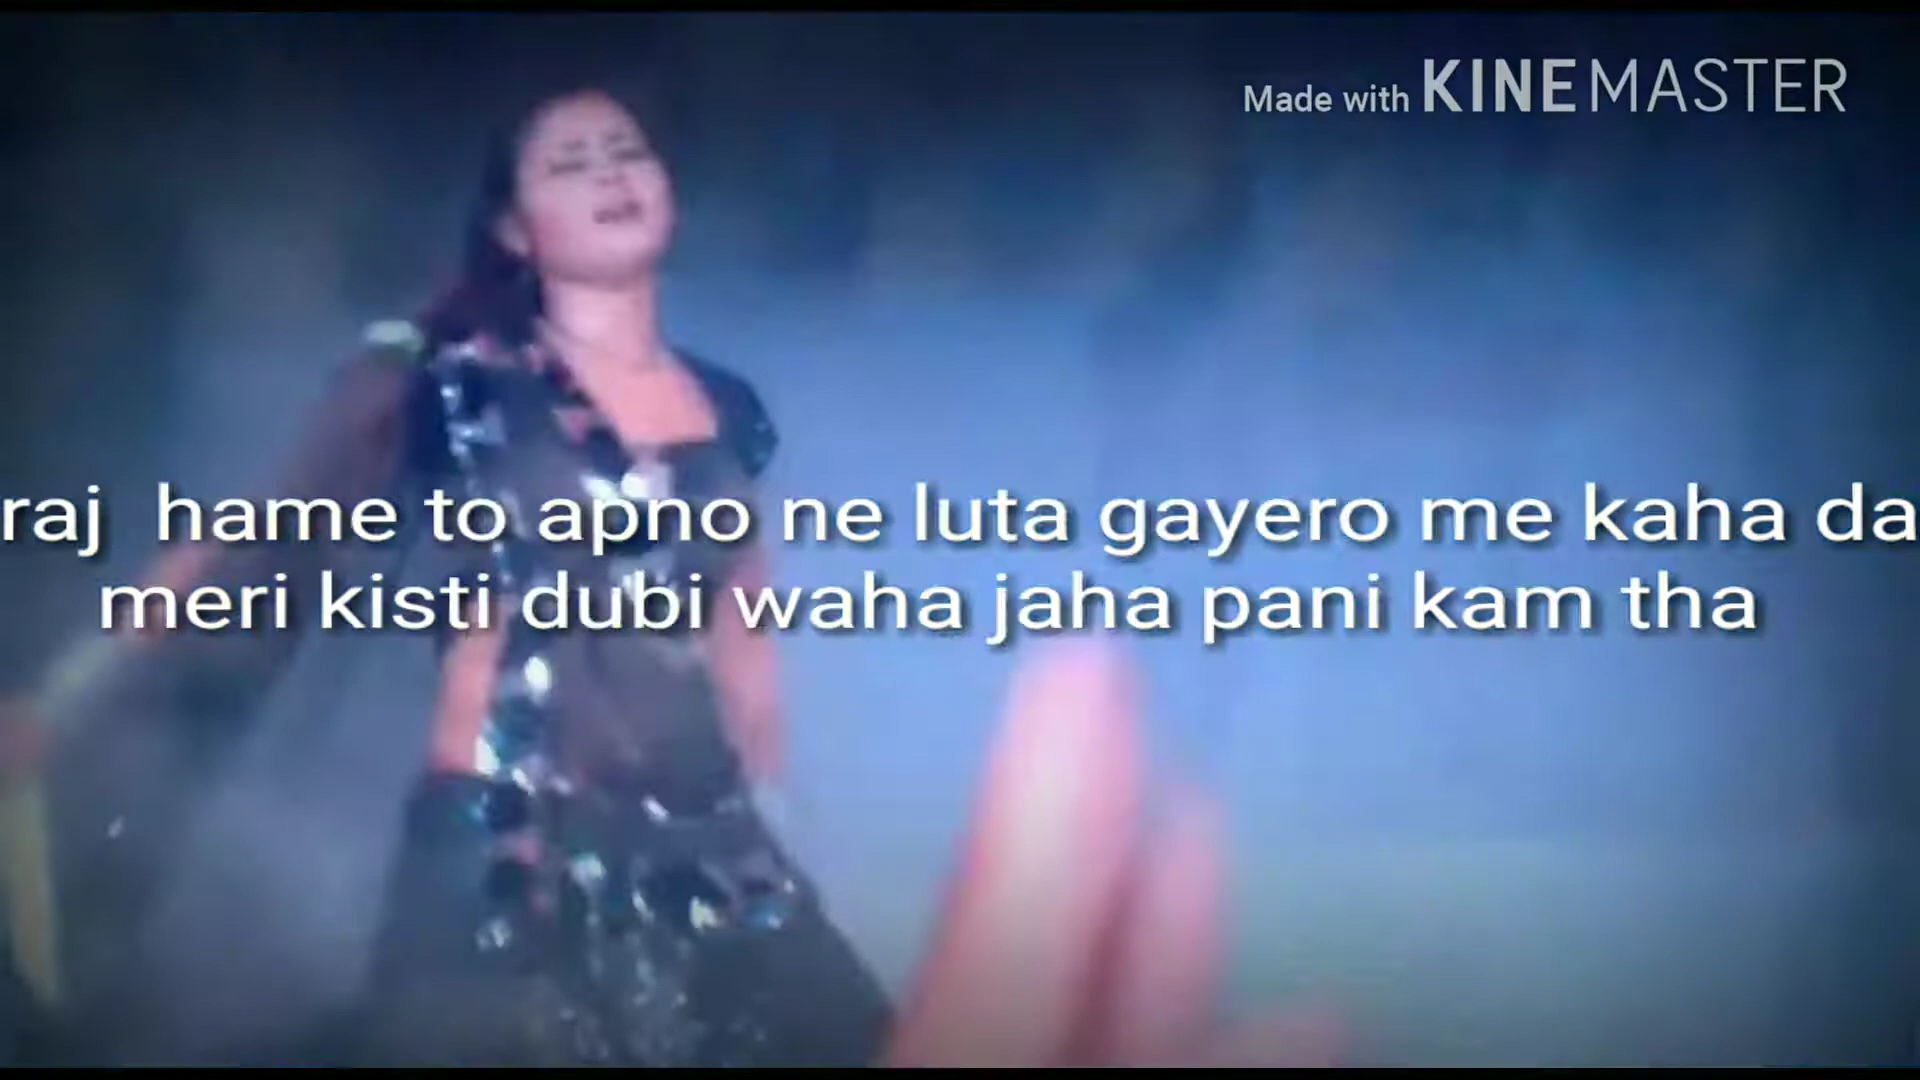 Made with KINEMASTER
raj hame to apno ne luta gayero me kaha da
meri kisti dubi waha jaha pani kam tha